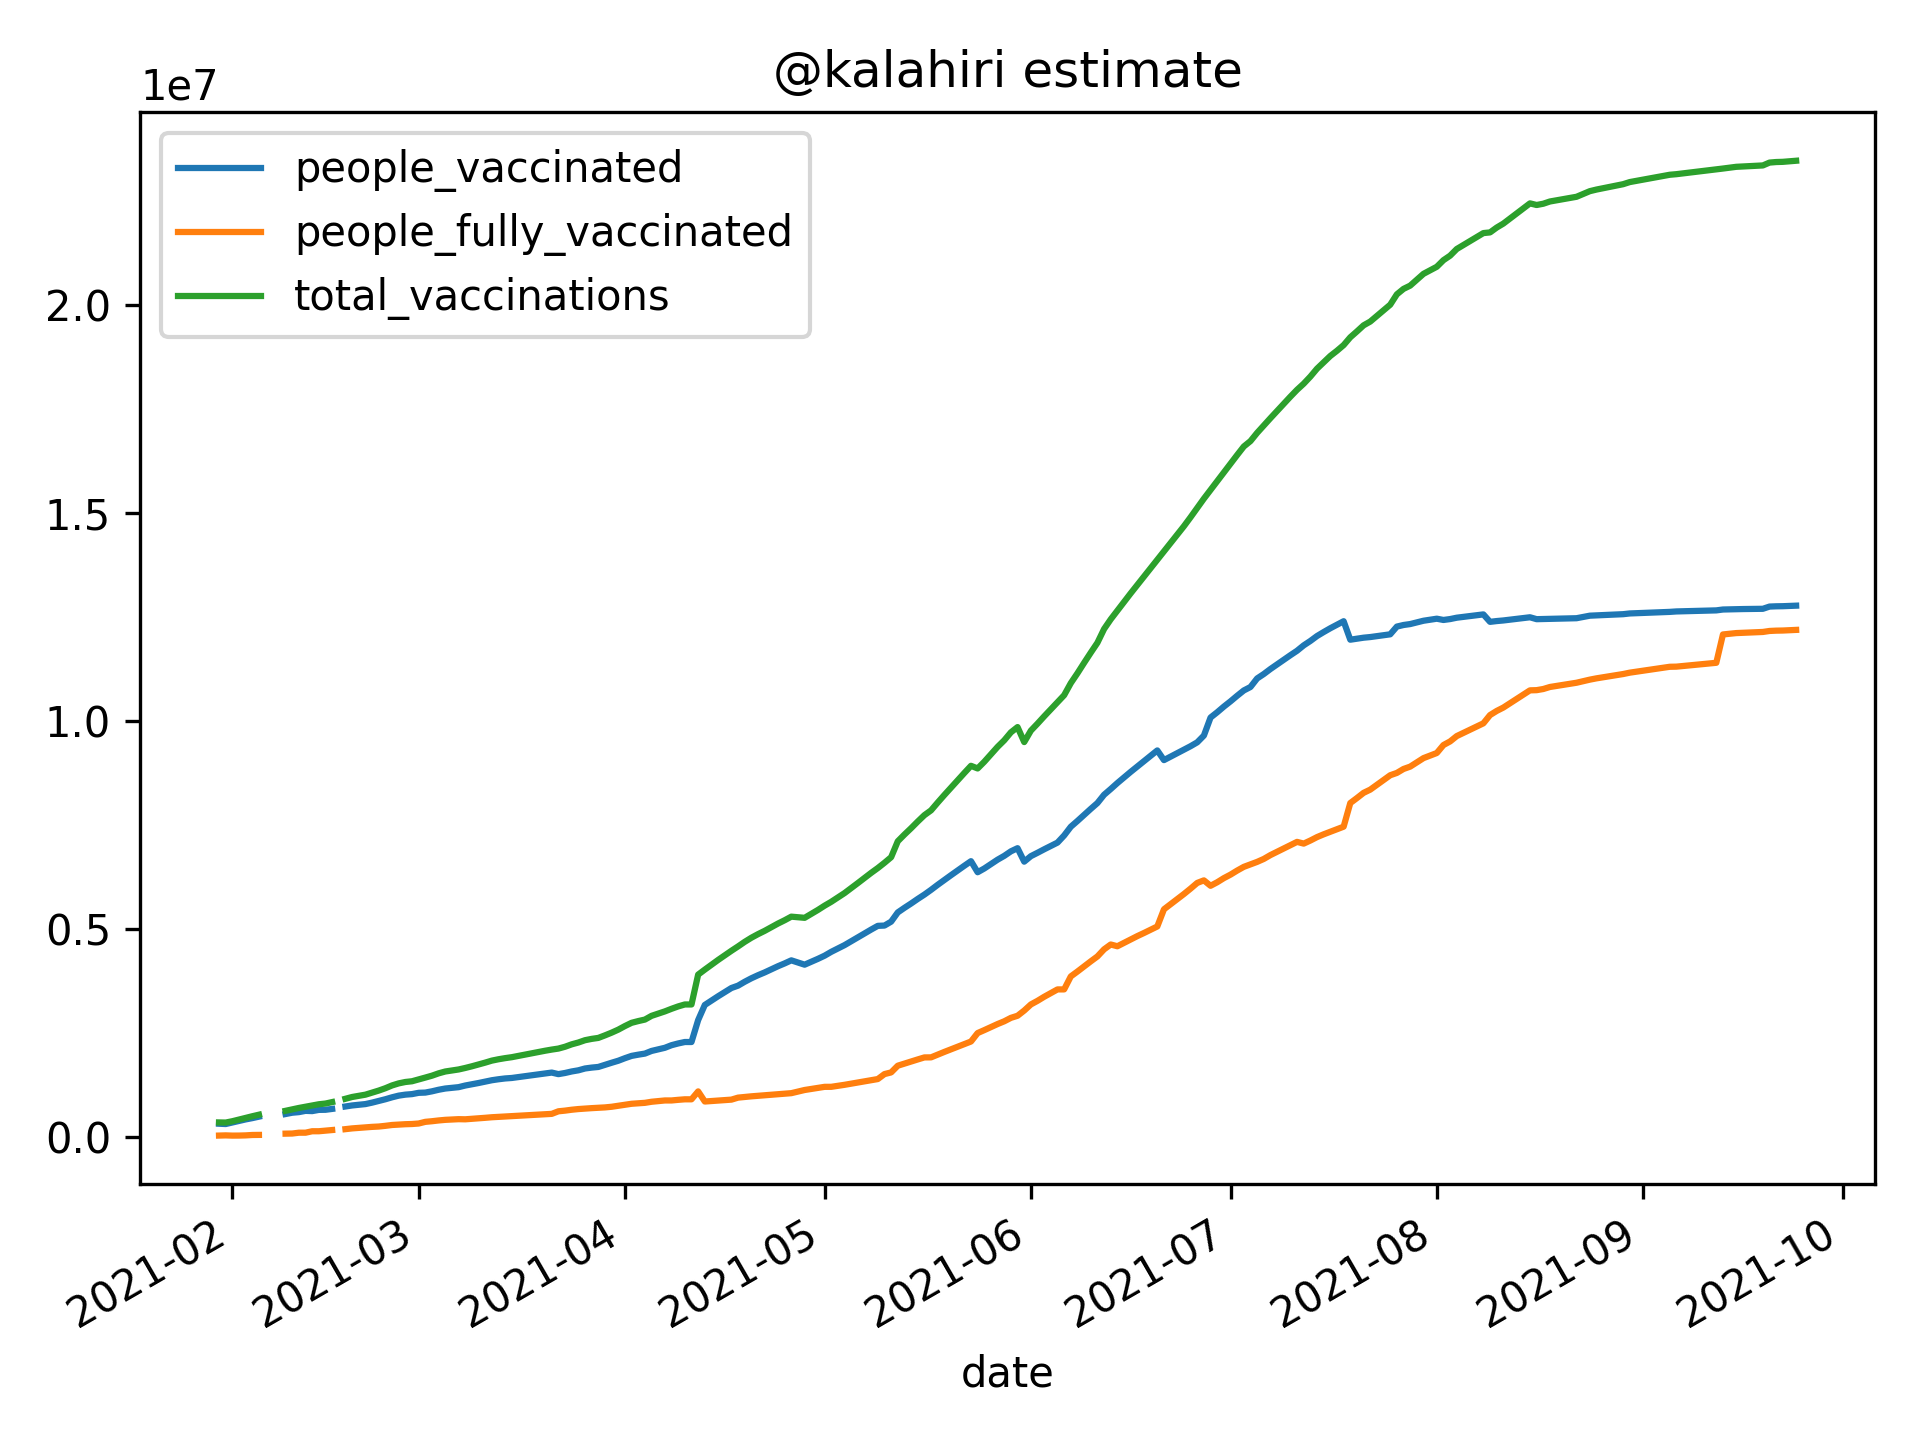 @kalahiri estimate
1e7
people_vaccinated
people_fully_vaccinated
total_vaccinations
2.0
1.5
1.0
0.5
0.0
2021-02
2021-03
2021-04
2021-05
2021-06
2021-07
2021-08
2021-09
2021-10
date